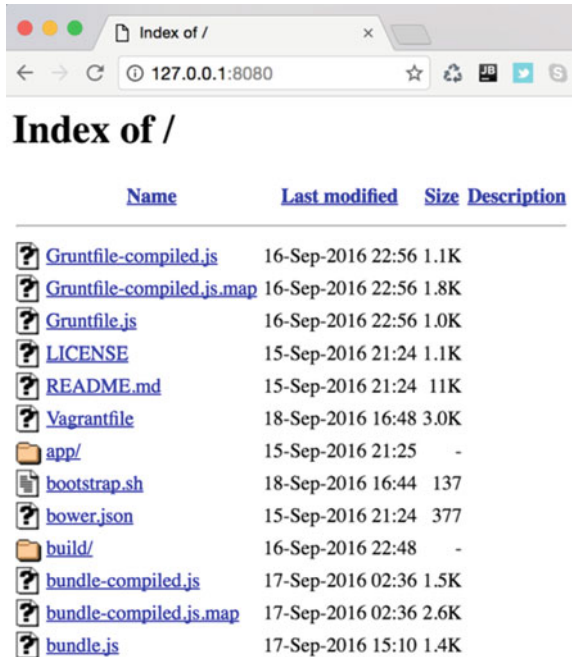 Index of /
127.0.0.1:8080
JB
Index of /
Name Last modified Size Description
Gruntfile-compiled.js 16-Sep-2016 22:56 1.1K
Gruntfile-compiled.js.map 16-Sep-2016 22:56 1.8K
Gruntfile.js 16-Sep-2016 22:56 1.0K
LICENSE 15-Sep-2016 21:24 1.1K
README.md 15-Sep-2016 21:24 11K
Vagrantfile 18-Sep-2016 16:48 3.0K
app/ 15-Sep-2016 21:25 -
bootstrap.sh 18-Sep-2016 16:44 137
bower.json 15-Sep-2016 21:24 377
build/ 16-Sep-2016 22:48 -
bundle-compiled.js 17-Sep-2016 02:36 1.5K
bundle-compiled.js.map 17-Sep-2016 02:36 2.6K
bundle.js 17-Sep-2016 15:10 1.4K